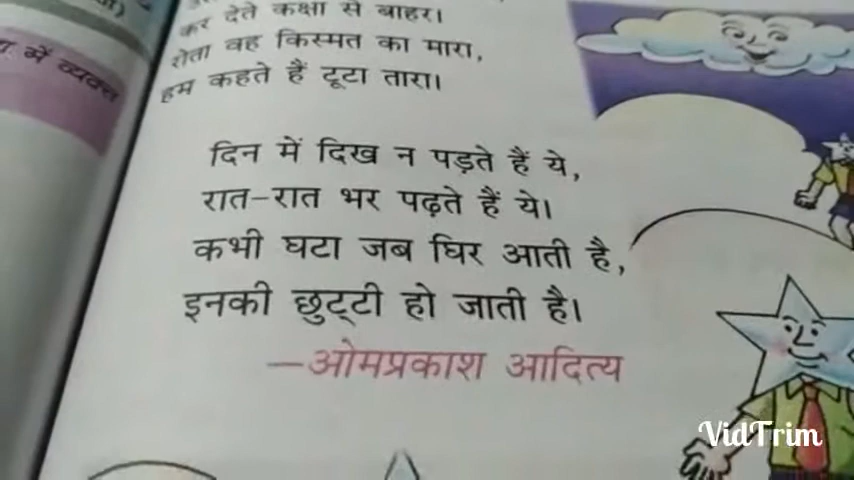 कर देते कक्षा से बाहर।
रोता वह किस्मत का मारा,
हम कहते हैं टूटा तारा।
दिन में दिख न पड़ते हैं ये,
रात-रात भर पढ़ते हैं ये।
कभी घटा जब घिर आती है,
इनकी छुट्टी हो जाती है।
—ओमप्रकाश आदित्य
में व्यक्त
VidTrim